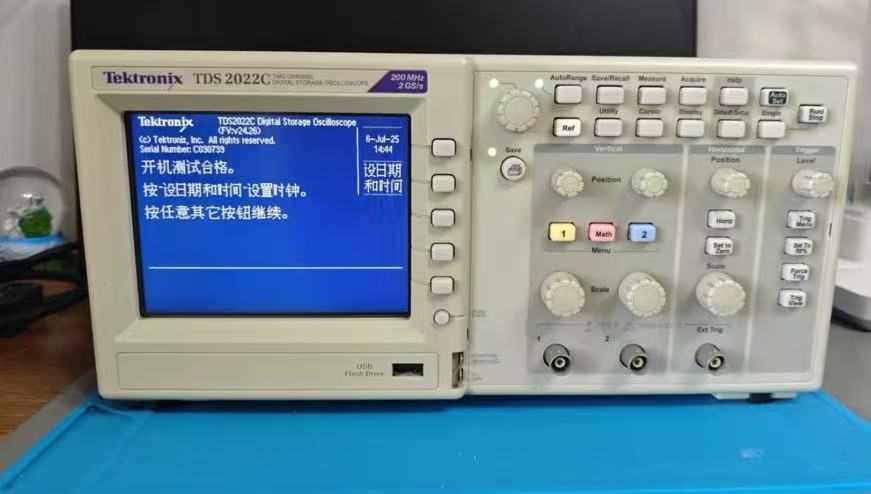 Tektronix TDS 2022C TWO CHANNEL DIGITAL STORAGE OSCILLOSCOPE
200 MHz
2 GS/s
Tektronix
TDS2022C Digital Storage Oscilloscope
(FV:v24.26)
(c) Tektronix, Inc. All rights reserved.
Serial Number: C030739
6-Jul-25
14:44
开机测试合格。
设日期
和时间
按-设日期和时间-设置时钟。
按任意其它按钮继续。
USB
Flash Drive
AutoRange
Save/Recall
Measure
Acquire
Help
Auto
Set
Ref
Utility
Cursor
Display
Default Setup
Single
Run/
Stop
Save
Vertical
Horizontal
Trigger
Position
Position
Level
1
Math
2
Menu
Horiz
Trig
Menu
Set to
Zero
Set To
50%
Scale
Scale
Force
Trig
Trig
View
1
2
Ext Trig